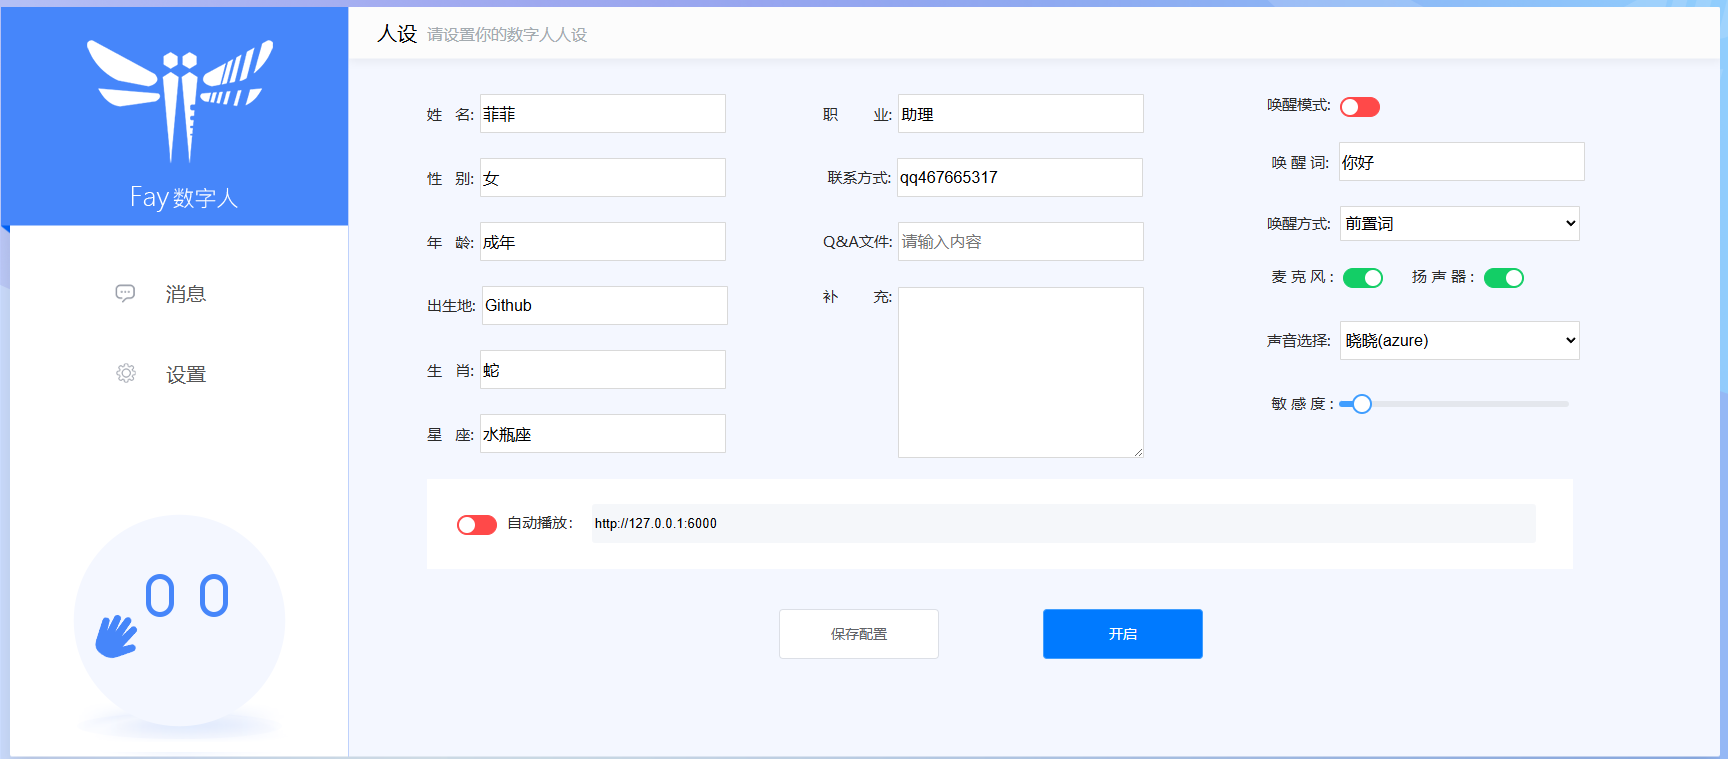 人设 请设置你的数字人人设
Fay 数字人
消息
设置
姓 名: 菲菲
性 别: 女
年 龄: 成年
出生地: Github
生 肖: 蛇
星 座: 水瓶座
职 业: 助理
联系方式: qq467665317
Q&A文件: 请输入内容
补 充:
唤醒模式:
唤 醒 词: 你好
唤醒方式: 前置词
麦 克 风 : 扬 声 器 :
声音选择: 晓晓(azure)
敏 感 度 :
自动播放: http://127.0.0.1:6000
保存配置 开启